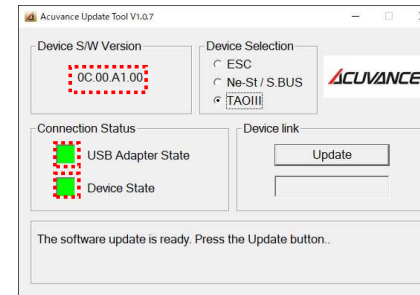 Acuvance Update Tool V1.0.7
Device S/W Version
0C.00.A1.00
Device Selection
ESC
Ne-St / S.BUS
TAOIII
ACUVANCE
Connection Status
USB Adapter State
Device State
Device link
Update
The software update is ready. Press the Update button..